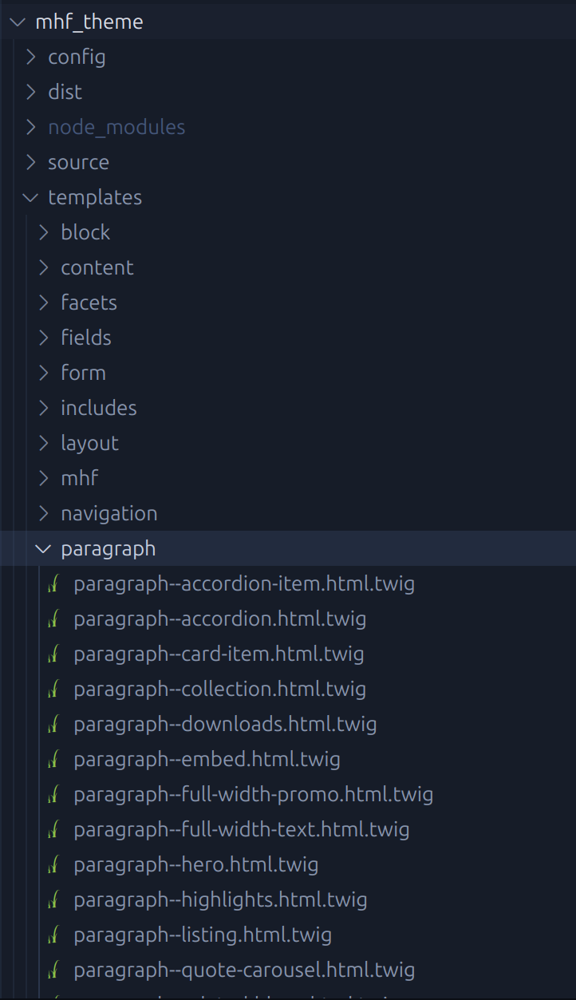 mhf_theme
config
dist
node_modules
source
templates
block
content
facets
fields
form
includes
layout
mhf
navigation
paragraph
paragraph--accordion-item.html.twig
paragraph--accordion.html.twig
paragraph--card-item.html.twig
paragraph--collection.html.twig
paragraph--downloads.html.twig
paragraph--embed.html.twig
paragraph--full-width-promo.html.twig
paragraph--full-width-text.html.twig
paragraph--hero.html.twig
paragraph--highlights.html.twig
paragraph--listing.html.twig
paragraph--quote-carousel.html.twig